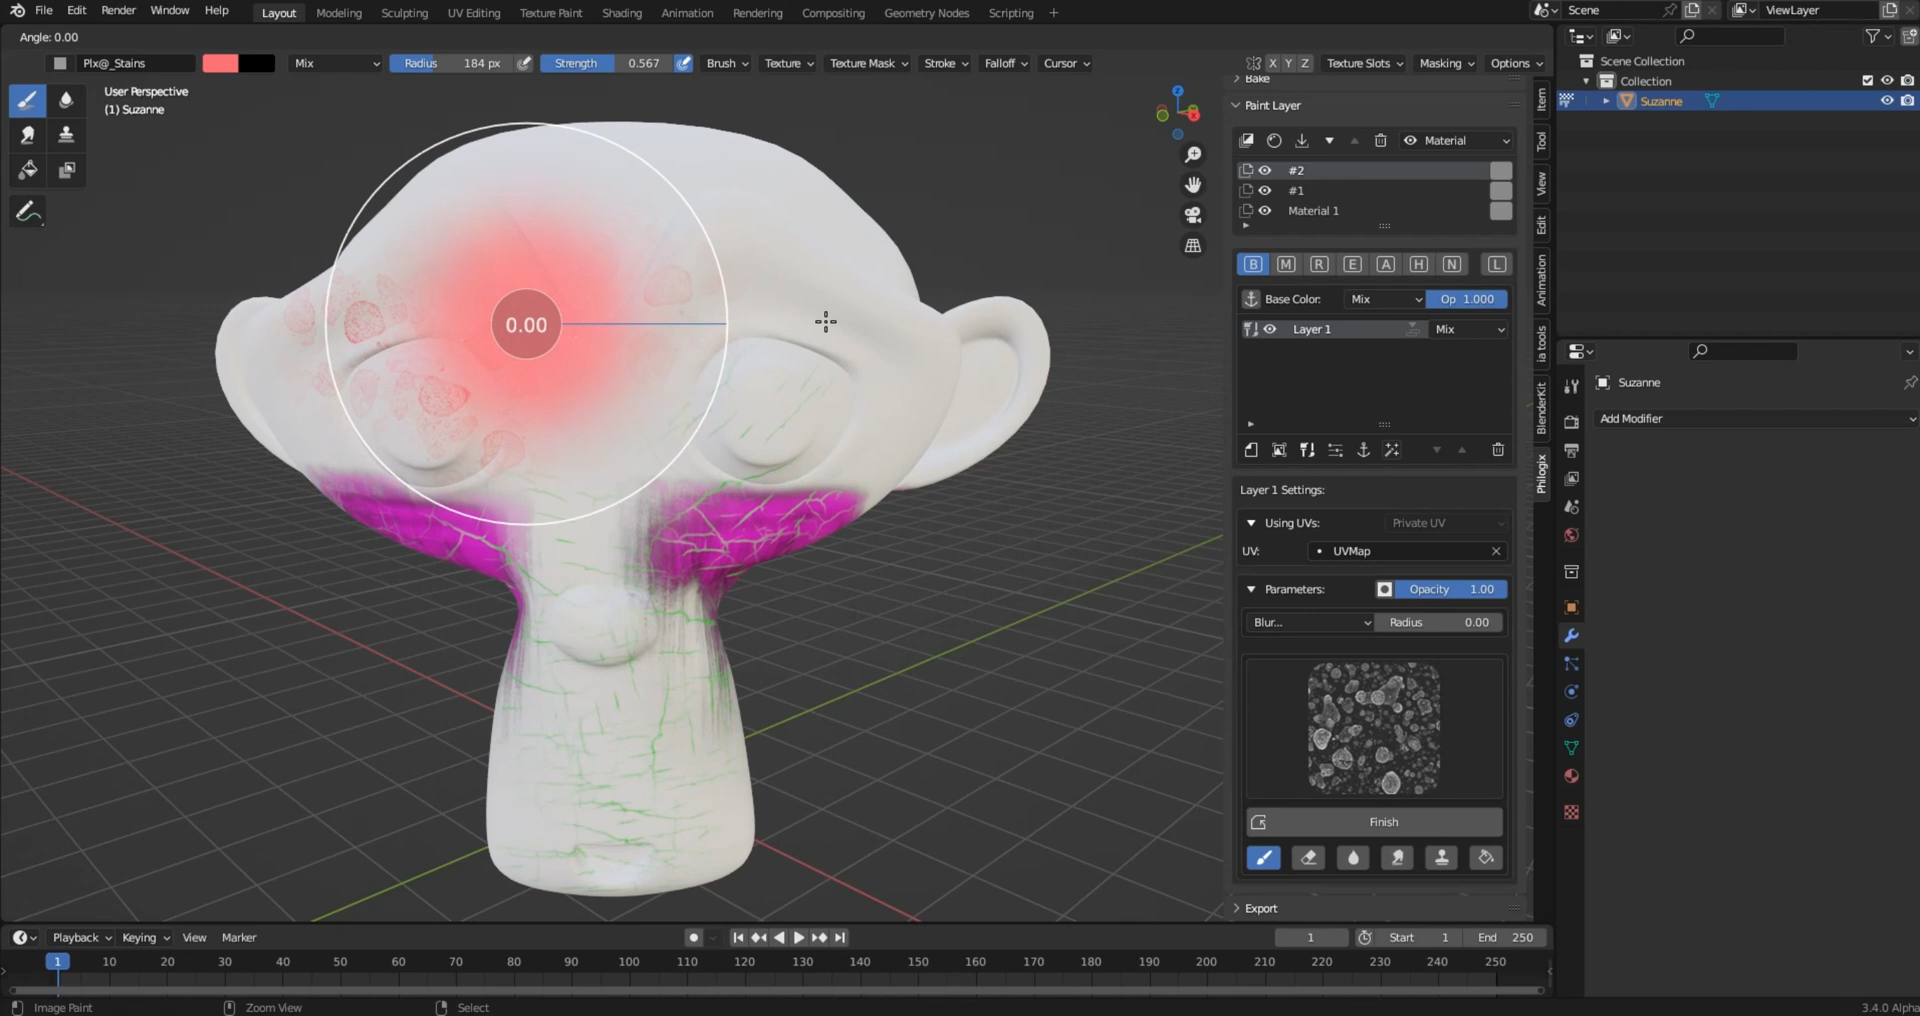 File Edit Render Window Help Layout Modeling Sculpting UV Editing Texture Paint Shading Animation Rendering Compositing Geometry Nodes Scripting + Scene ViewLayer
Angle: 0.00
Plx@_Stains Mix Radius 184 px Strength 0.567 Brush Texture Texture Mask Stroke Falloff Cursor X Y Z Texture Slots Masking Options
User Perspective
(1) Suzanne
Z
0.00
Bake
Paint Layer
Material
#2
#1
Material 1
B M R E A H N L
Base Color: Mix Op 1.000
Layer 1 Mix
Layer 1 Settings:
Using UVs: Private UV
UV: UVMap
Parameters: Opacity 1.00
Blur... Radius 0.00
Finish
Export
Item
Tool
View
Edit
Animation
ia tools
BlenderKit
Philogix
Scene Collection
Collection
Suzanne
Suzanne
Add Modifier
Playback Keying View Marker 1 Start 1 End 250
1 10 20 30 40 50 60 70 80 90 100 110 120 130 140 150 160 170 180 190 200 210 220 230 240 250
Image Paint Zoom View Select 3.4.0 Alpha